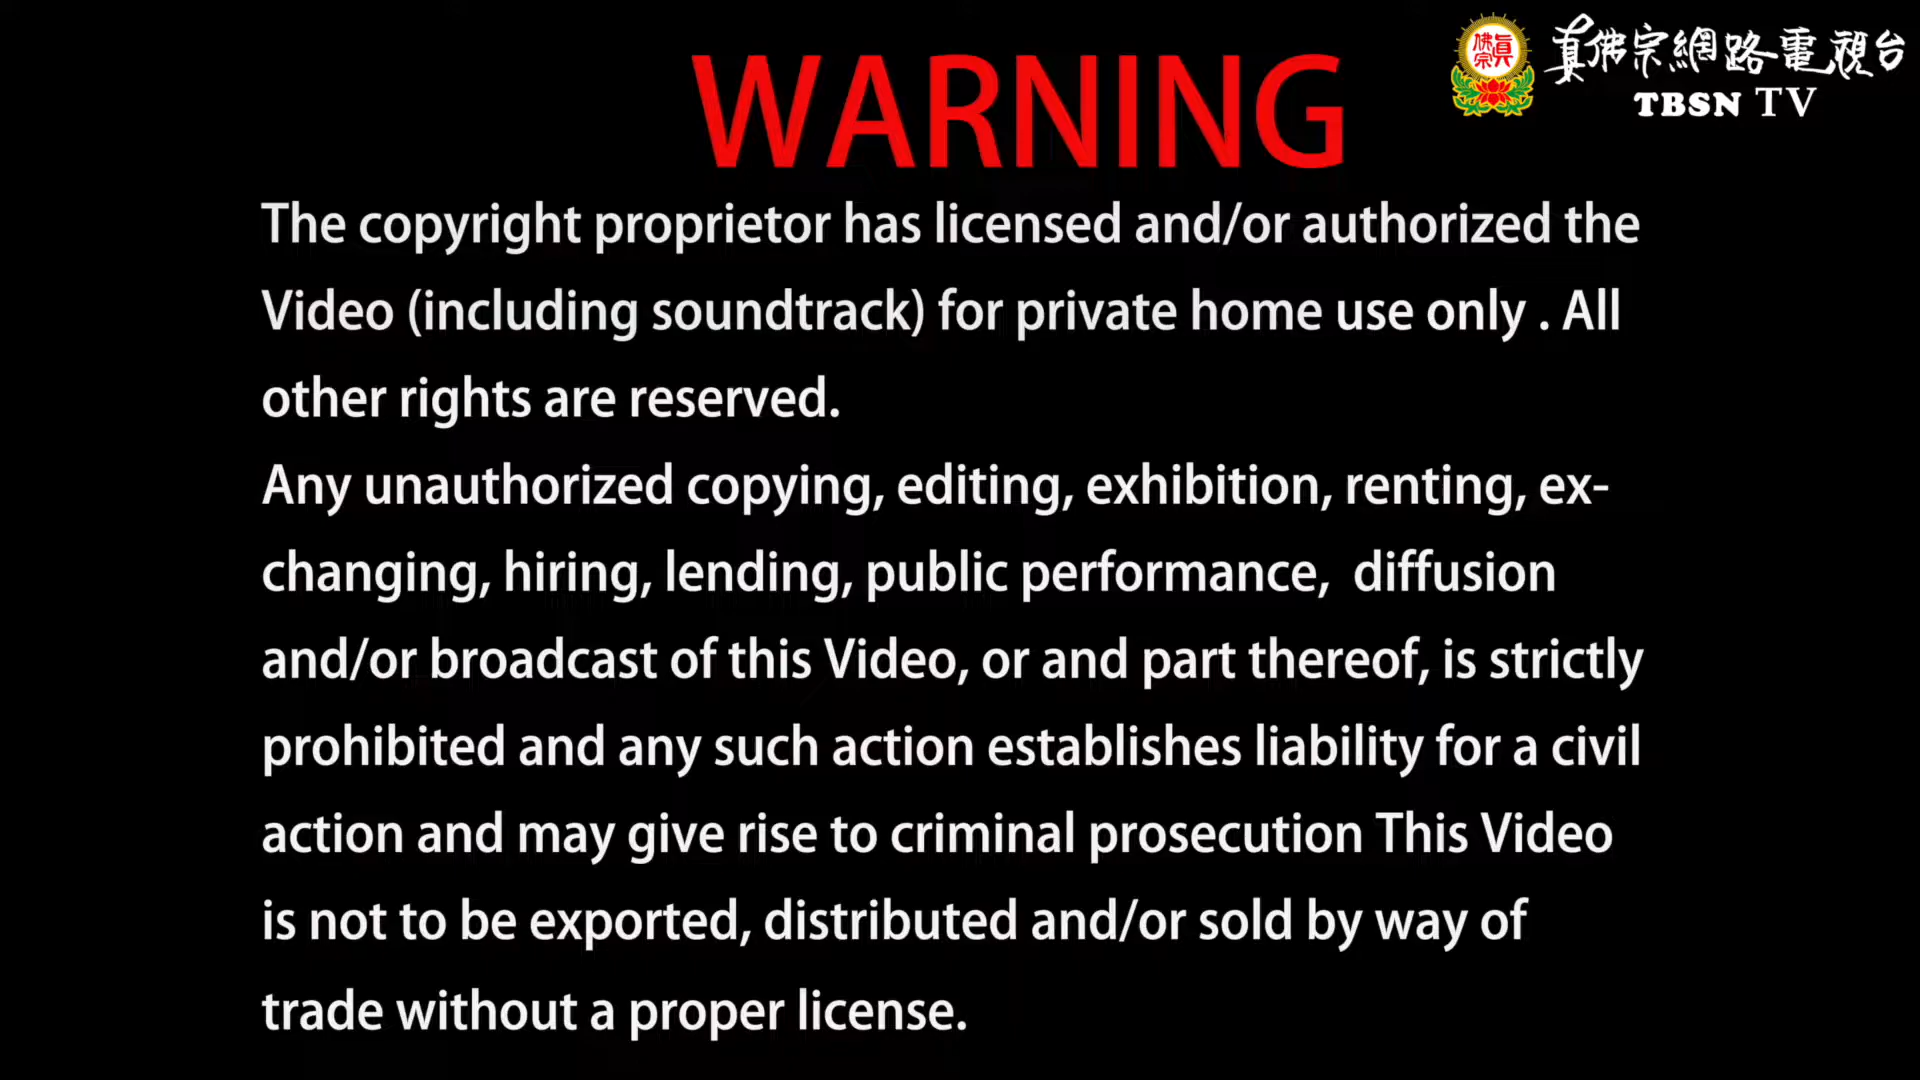 WARNING
真佛宗網路電視台
真佛宗
TBSN TV
The copyright proprietor has licensed and/or authorized the
Video (including soundtrack) for private home use only . All
other rights are reserved.
Any unauthorized copying, editing, exhibition, renting, ex-
changing, hiring, lending, public performance,  diffusion
and/or broadcast of this Video, or and part thereof, is strictly
prohibited and any such action establishes liability for a civil
action and may give rise to criminal prosecution This Video
is not to be exported, distributed and/or sold by way of
trade without a proper license.